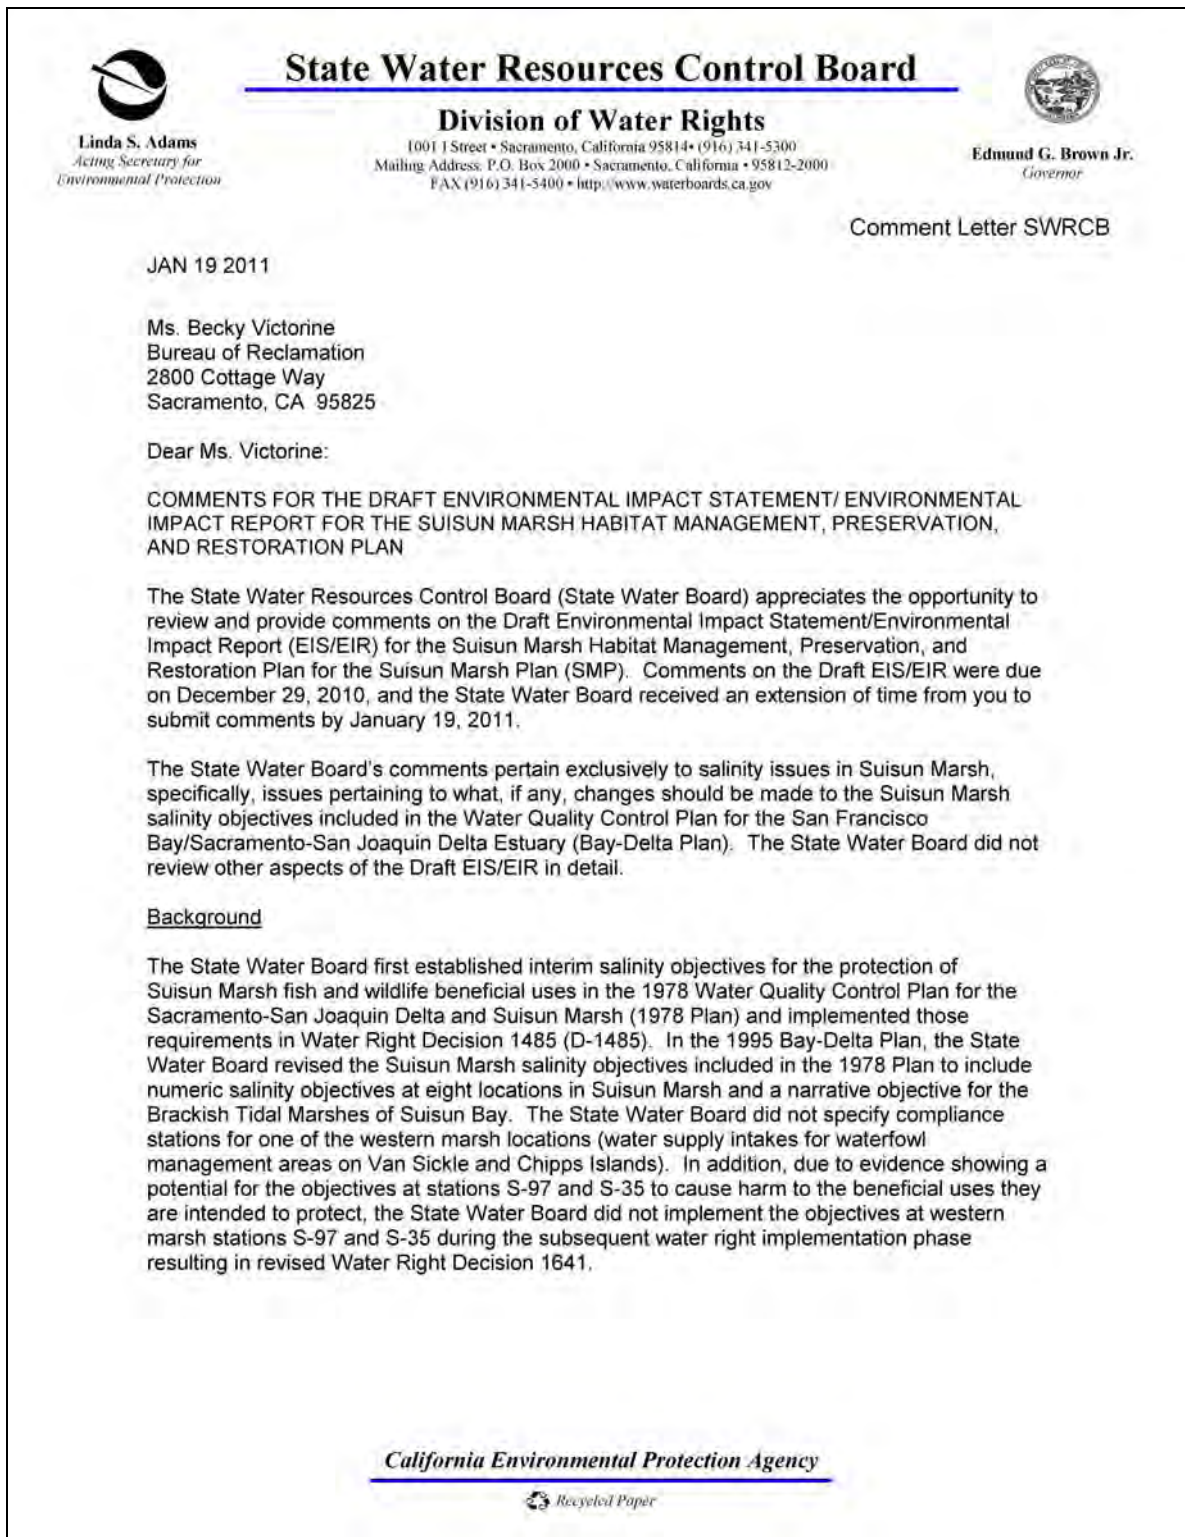 State Water Resources Control Board
Division of Water Rights
1001 I Street • Sacramento, California 95814• (916) 341-5300
Mailing Address: P.O. Box 2000 • Sacramento, California • 95812-2000
FAX (916) 341-5400 • http://www.waterboards.ca.gov
Linda S. Adams
Acting Secretary for
Environmental Protection
Edmund G. Brown Jr.
Governor
Comment Letter SWRCB
JAN 19 2011
Ms. Becky Victorine
Bureau of Reclamation
2800 Cottage Way
Sacramento, CA 95825
Dear Ms. Victorine:
COMMENTS FOR THE DRAFT ENVIRONMENTAL IMPACT STATEMENT/ ENVIRONMENTAL
IMPACT REPORT FOR THE SUISUN MARSH HABITAT MANAGEMENT, PRESERVATION,
AND RESTORATION PLAN
The State Water Resources Control Board (State Water Board) appreciates the opportunity to
review and provide comments on the Draft Environmental Impact Statement/Environmental
Impact Report (EIS/EIR) for the Suisun Marsh Habitat Management, Preservation, and
Restoration Plan for the Suisun Marsh Plan (SMP). Comments on the Draft EIS/EIR were due
on December 29, 2010, and the State Water Board received an extension of time from you to
submit comments by January 19, 2011.
The State Water Board's comments pertain exclusively to salinity issues in Suisun Marsh,
specifically, issues pertaining to what, if any, changes should be made to the Suisun Marsh
salinity objectives included in the Water Quality Control Plan for the San Francisco
Bay/Sacramento-San Joaquin Delta Estuary (Bay-Delta Plan). The State Water Board did not
review other aspects of the Draft EIS/EIR in detail.
Background
The State Water Board first established interim salinity objectives for the protection of
Suisun Marsh fish and wildlife beneficial uses in the 1978 Water Quality Control Plan for the
Sacramento-San Joaquin Delta and Suisun Marsh (1978 Plan) and implemented those
requirements in Water Right Decision 1485 (D-1485). In the 1995 Bay-Delta Plan, the State
Water Board revised the Suisun Marsh salinity objectives included in the 1978 Plan to include
numeric salinity objectives at eight locations in Suisun Marsh and a narrative objective for the
Brackish Tidal Marshes of Suisun Bay. The State Water Board did not specify compliance
stations for one of the western marsh locations (water supply intakes for waterfowl
management areas on Van Sickle and Chipps Islands). In addition, due to evidence showing a
potential for the objectives at stations S-97 and S-35 to cause harm to the beneficial uses they
are intended to protect, the State Water Board did not implement the objectives at western
marsh stations S-97 and S-35 during the subsequent water right implementation phase
resulting in revised Water Right Decision 1641.
California Environmental Protection Agency
Recycled Paper